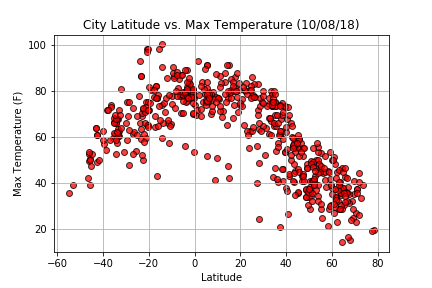 City Latitude vs. Max Temperature (10/08/18)
100
80
60
40
20
Max Temperature (F)
−60 −40 −20 0 20 40 60 80
Latitude